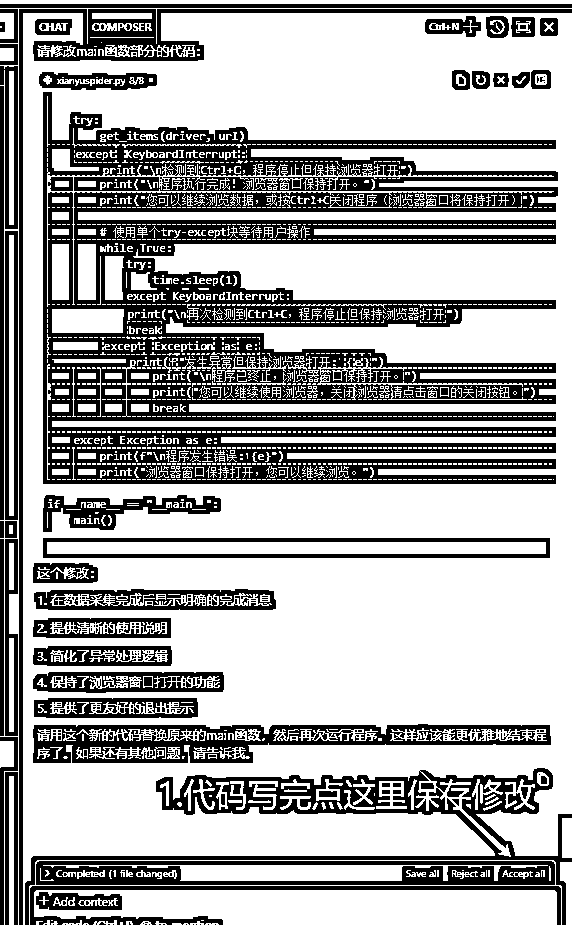 CHAT COMPOSER Ctrl+N
请修改main函数部分的代码：
xianyuspider.py 8/8
try:
get_items(driver, url)
except KeyboardInterrupt:
print("\n检测到Ctrl+C，程序停止但保持浏览器打开")
print("\n程序执行完成！浏览器窗口保持打开。")
print("您可以继续浏览数据，或按Ctrl+C关闭程序（浏览器窗口将保持打开）")
# 使用单个try-except块等待用户操作
while True:
try:
time.sleep(1)
except KeyboardInterrupt:
print("\n再次检测到Ctrl+C，程序停止但保持浏览器打开")
break
except Exception as e:
print(f"发生异常但保持浏览器打开：{e}")
print("\n程序已终止，浏览器窗口保持打开。")
print("您可以继续使用浏览器，关闭浏览器请点击窗口的关闭按钮。")
break
except Exception as e:
print(f"\n程序发生错误：{e}")
print("浏览器窗口保持打开，您可以继续浏览。")
if __name__ == "__main__":
main()
这个修改：
1. 在数据采集完成后显示明确的完成消息
2. 提供清晰的使用说明
3. 简化了异常处理逻辑
4. 保持了浏览器窗口打开的功能
5. 提供了更友好的退出提示
请用这个新的代码替换原来的main函数，然后再次运行程序。这样应该能更优雅地结束程
序了。如果还有其他问题，请告诉我。
1.代码写完点这里保存修改
Completed (1 file changed) Save all Reject all Accept all
+ Add context